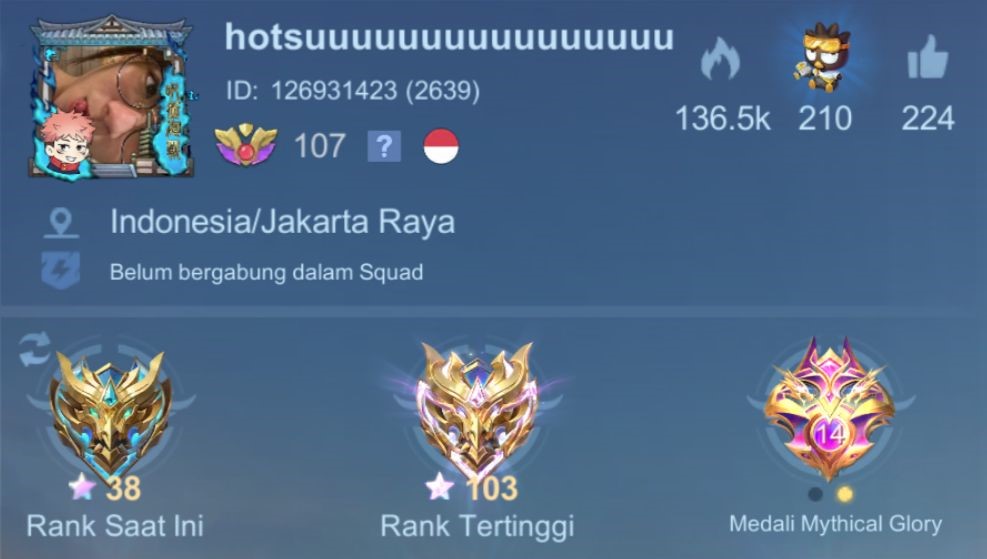 hotsuuuuuuuuuuuuuuuuu
ID: 126931423 (2639)
136.5k
210
224
107
?
Indonesia/Jakarta Raya
Belum bergabung dalam Squad
38
103
14
Rank Saat Ini
Rank Tertinggi
Medali Mythical Glory